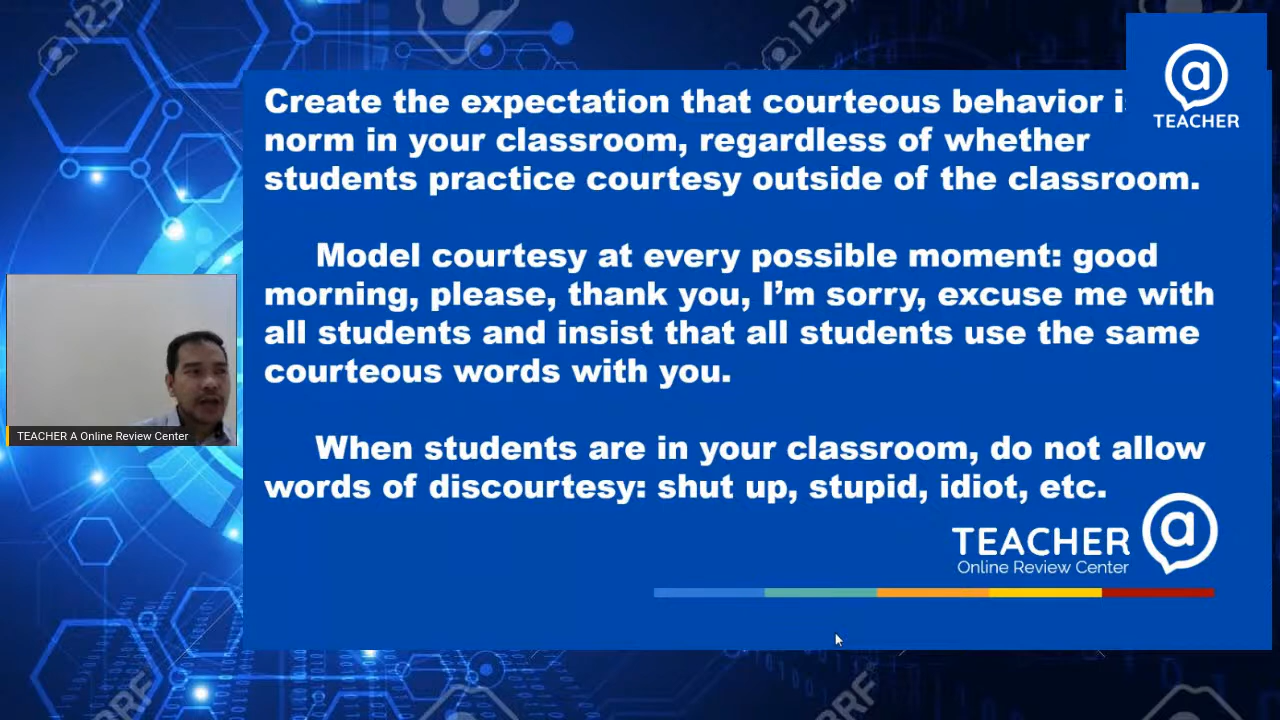 Create the expectation that courteous behavior
norm in your classroom, regardless of whether
students practice courtesy outside of the classroom.
Model courtesy at every possible moment: good
morning, please, thank you, I’m sorry, excuse me with
all students and insist that all students use the same
courteous words with you.
When students are in your classroom, do not allow
words of discourtesy: shut up, stupid, idiot, etc.
a
TEACHER
TEACHER a
Online Review Center
TEACHER A Online Review Center
123RF